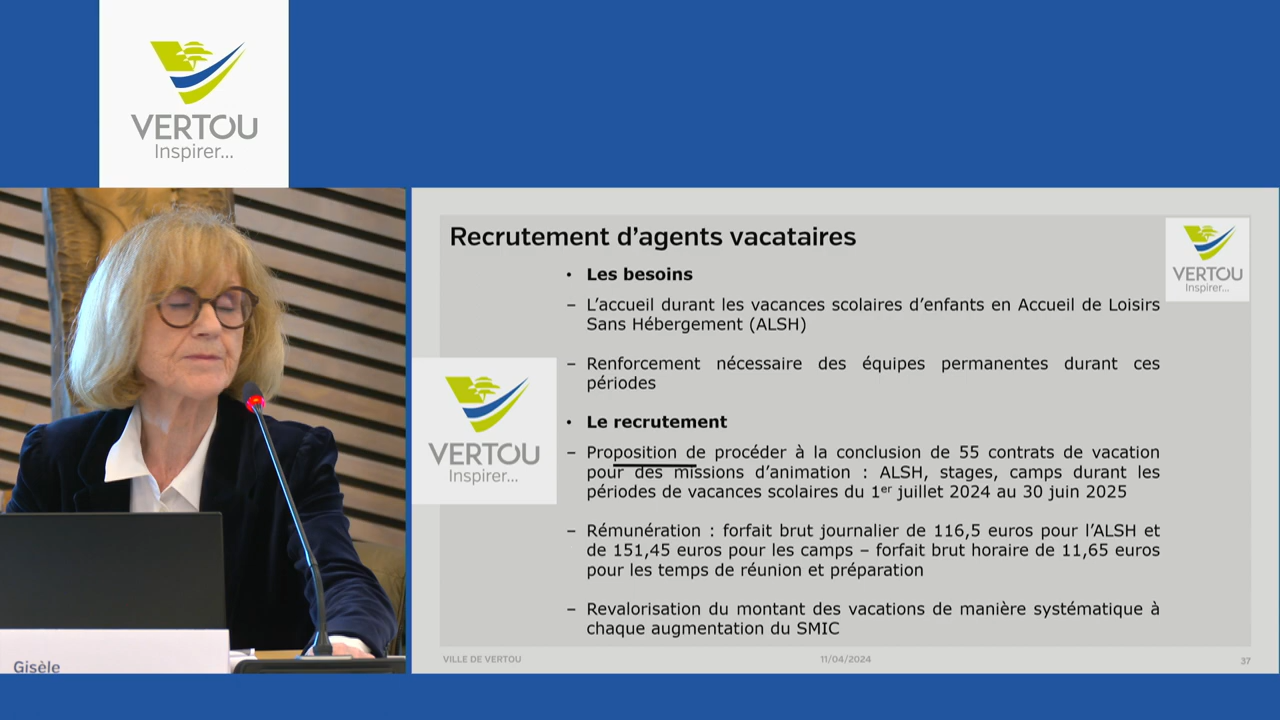 VERTOU
Inspirer...
Recrutement d'agents vacataires
VERTOU
Inspirer...
• Les besoins
– L'accueil durant les vacances scolaires d'enfants en Accueil de Loisirs
Sans Hébergement (ALSH)
– Renforcement nécessaire des équipes permanentes durant ces
périodes
VERTOU
Inspirer...
• Le recrutement
– Proposition de procéder à la conclusion de 55 contrats de vacation
pour des missions d'animation : ALSH, stages, camps durant les
périodes de vacances scolaires du 1er juillet 2024 au 30 juin 2025
– Rémunération : forfait brut journalier de 116,5 euros pour l'ALSH et
de 151,45 euros pour les camps – forfait brut horaire de 11,65 euros
pour les temps de réunion et préparation
– Revalorisation du montant des vacations de manière systématique à
chaque augmentation du SMIC
VILLE DE VERTOU
11/04/2024
37
Gisèle